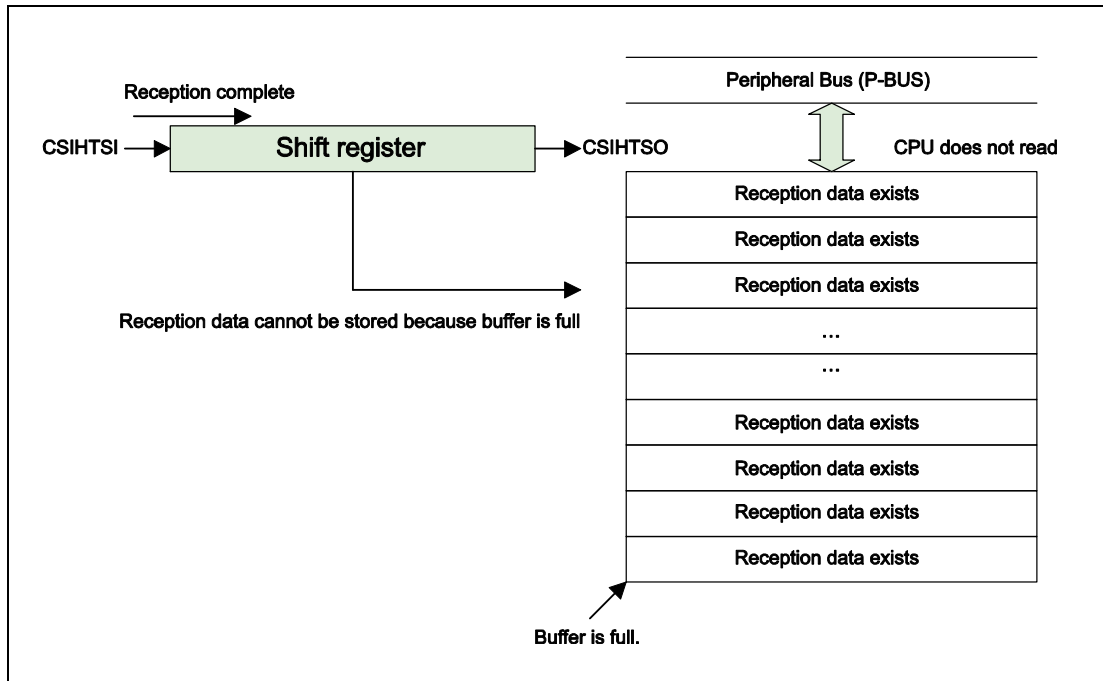 Peripheral Bus (P-BUS)
Reception complete
CSIHTSI
Shift register
CSIHTSO
CPU does not read
Reception data exists
Reception data exists
Reception data exists
Reception data cannot be stored because buffer is full
...
...
Reception data exists
Reception data exists
Reception data exists
Reception data exists
Buffer is full.